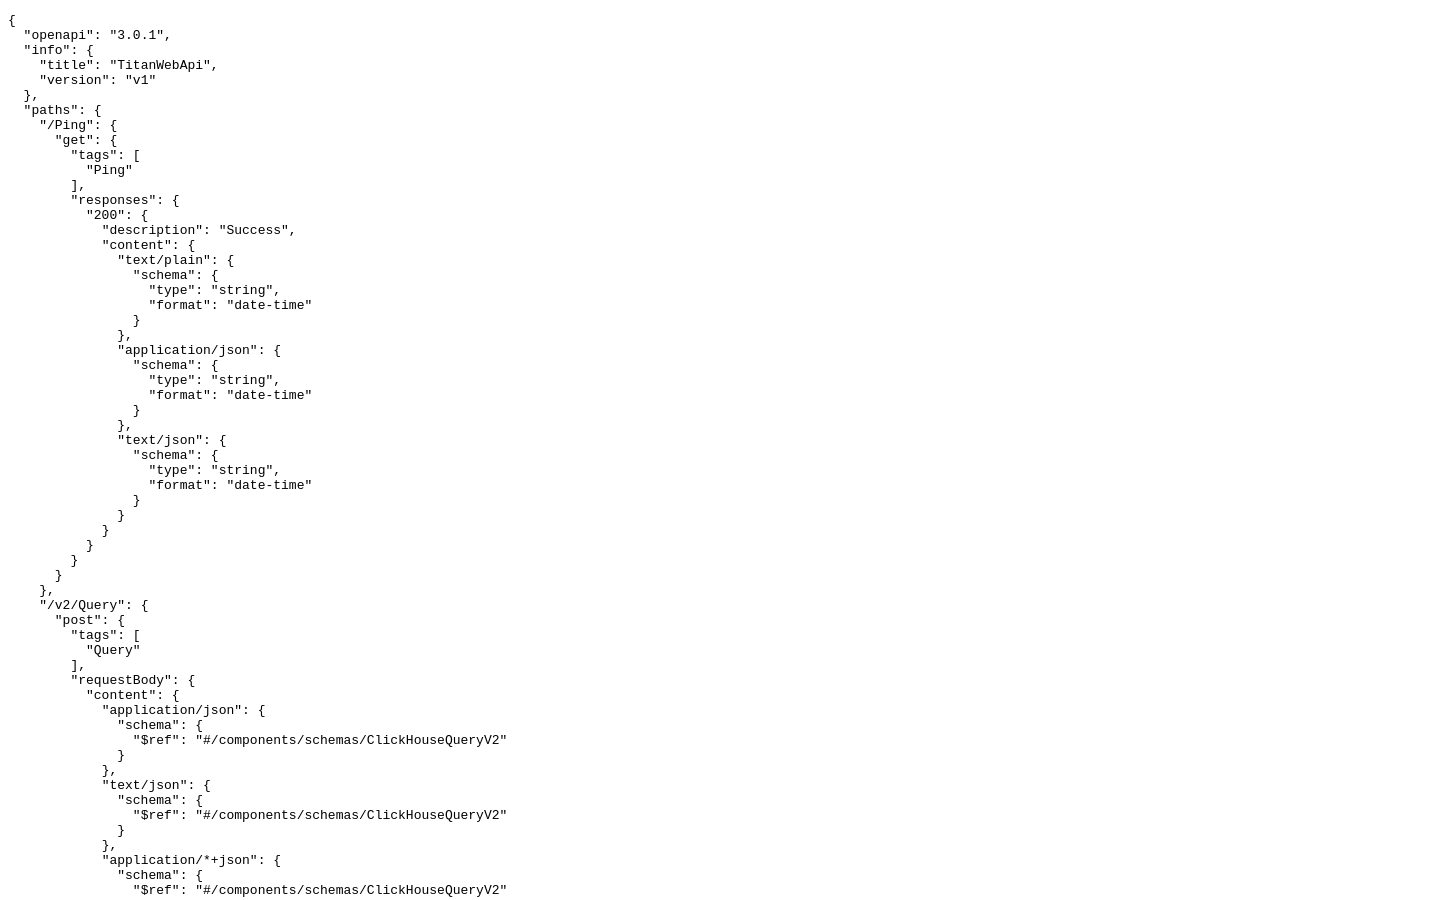 {
  "openapi": "3.0.1",
  "info": {
    "title": "TitanWebApi",
    "version": "v1"
  },
  "paths": {
    "/Ping": {
      "get": {
        "tags": [
          "Ping"
        ],
        "responses": {
          "200": {
            "description": "Success",
            "content": {
              "text/plain": {
                "schema": {
                  "type": "string",
                  "format": "date-time"
                }
              },
              "application/json": {
                "schema": {
                  "type": "string",
                  "format": "date-time"
                }
              },
              "text/json": {
                "schema": {
                  "type": "string",
                  "format": "date-time"
                }
              }
            }
          }
        }
      }
    },
    "/v2/Query": {
      "post": {
        "tags": [
          "Query"
        ],
        "requestBody": {
          "content": {
            "application/json": {
              "schema": {
                "$ref": "#/components/schemas/ClickHouseQueryV2"
              }
            },
            "text/json": {
              "schema": {
                "$ref": "#/components/schemas/ClickHouseQueryV2"
              }
            },
            "application/*+json": {
              "schema": {
                "$ref": "#/components/schemas/ClickHouseQueryV2"